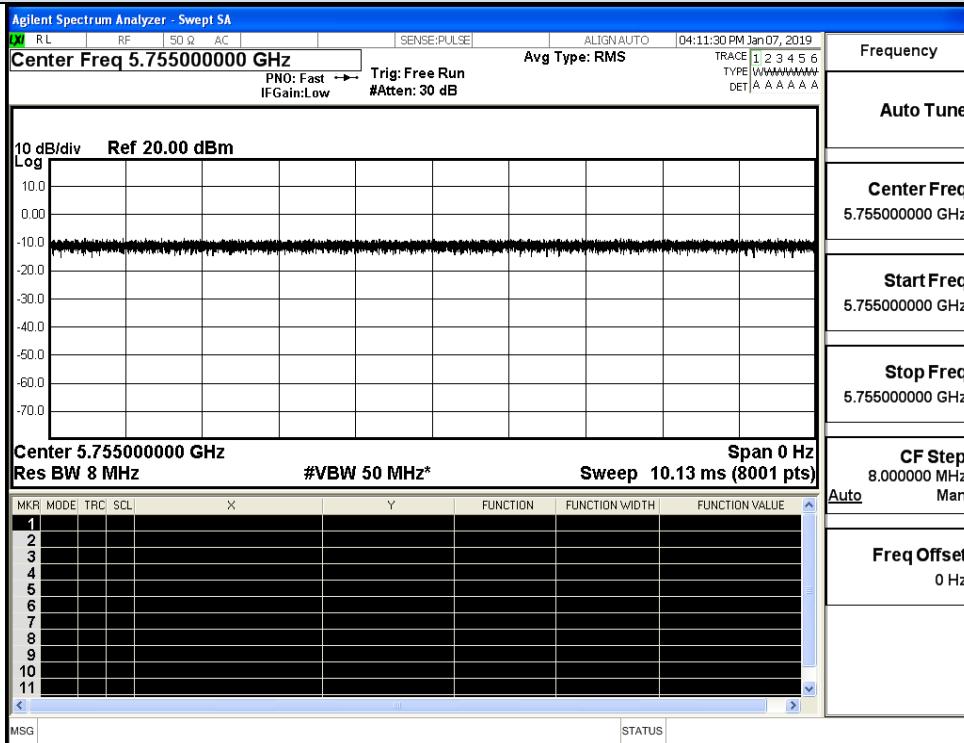 Agilent Spectrum Analyzer - Swept SA
LXI RL RF 50 Ω AC SENSE:PULSE ALIGN AUTO 04:11:30 PM Jan 07, 2019
Center Freq 5.755000000 GHz
PNO: Fast
IFGain:Low
Trig: Free Run
#Atten: 30 dB
Avg Type: RMS
TRACE 1 2 3 4 5 6
TYPE WWWWWW
DET A A A A A A
10 dB/div Ref 20.00 dBm
Log
10.0
0.00
-10.0
-20.0
-30.0
-40.0
-50.0
-60.0
-70.0
Center 5.755000000 GHz Span 0 Hz
Res BW 8 MHz #VBW 50 MHz* Sweep 10.13 ms (8001 pts)
MKR MODE TRC SCL X Y FUNCTION FUNCTION WIDTH FUNCTION VALUE
1
2
3
4
5
6
7
8
9
10
11
MSG STATUS
Frequency
Auto Tune
Center Freq
5.755000000 GHz
Start Freq
5.755000000 GHz
Stop Freq
5.755000000 GHz
CF Step
8.000000 MHz
Auto Man
Freq Offset
0 Hz